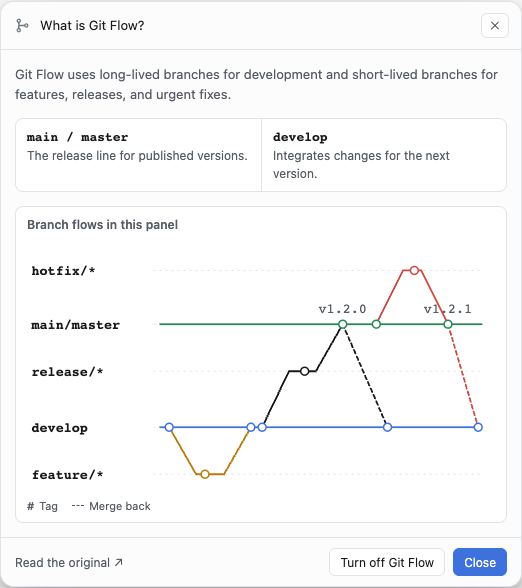 What is Git Flow?
Git Flow uses long-lived branches for development and short-lived branches for
features, releases, and urgent fixes.
main / master
The release line for published versions.
develop
Integrates changes for the next
version.
Branch flows in this panel
hotfix/*
v1.2.0
v1.2.1
main/master
release/*
develop
feature/*
# Tag
--- Merge back
Read the original ↗
Turn off Git Flow
Close